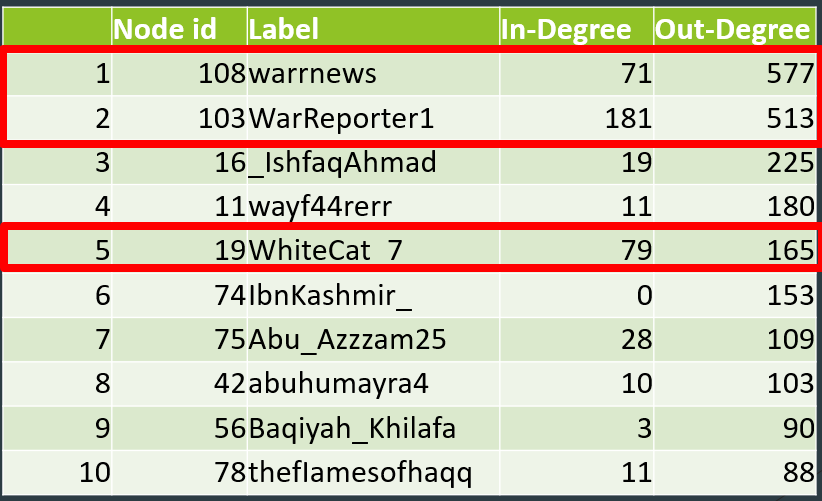 Node id Label In-Degree Out-Degree
1 108 warrnews 71 577
2 103 WarReporter1 181 513
3 16 _IshfaqAhmad 19 225
4 11 wayf44rerr 11 180
5 19 WhiteCat_7 79 165
6 74 IbnKashmir_ 0 153
7 75 Abu_Azzzam25 28 109
8 42 abuhumayra4 10 103
9 56 Baqiyah_Khilafa 3 90
10 78 thefIamesofhaqq 11 88